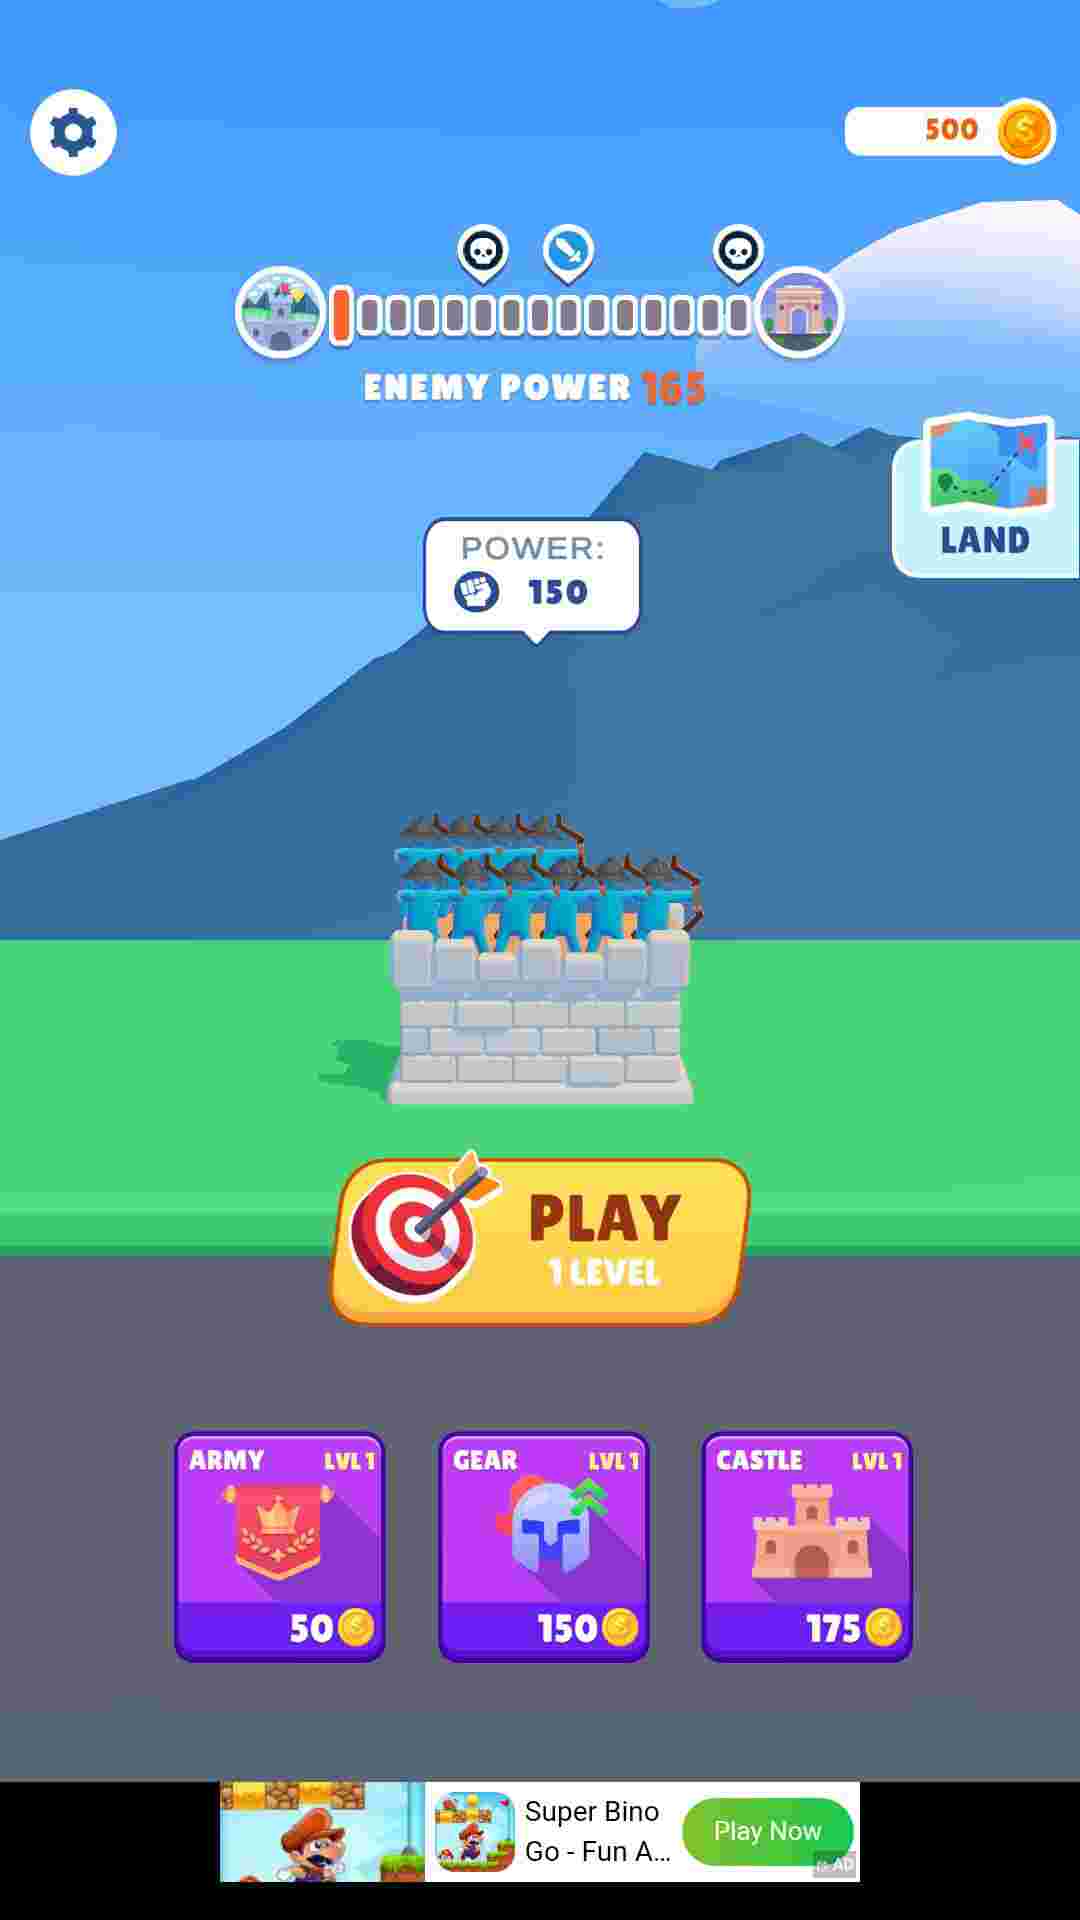 500
ENEMY POWER 165
LAND
POWER:
150
PLAY
1 LEVEL
ARMY LVL 1
GEAR LVL 1
CASTLE LVL 1
50
150
175
Super Bino
Go - Fun A...
Play Now
AD